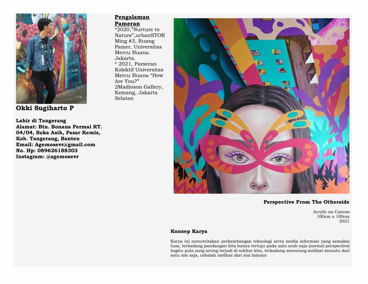 Pengalaman
Pameran
*2020,"Nurture to
Nature",urbanSTOR
Ming #3, Ruang
Pamer, Universitas
Mercu Buana.
Jakarta.
* 2021, Pameran
Kolektif Universitas
Mercu Buana "How
Are You?"
2Madison Gallery,
Kemang, Jakarta
Selatan
Okki Sugiharto P
Lahir di Tangerang
Alamat: Btn. Bonana Permai RT.
04/04, Suka Asih, Pasar Kemis,
Kab. Tangerang, Banten
Email: Agemosevr@gmail.com
No. Hp: 089626188303
Instagram: @agemosevr
Perspective From The Otherside
Acrylic on Canvas
100cm x 100cm
2021
Konsep Karya
Karya ini menceritakan perkembangan teknologi serta media informasi yang semakin
luas, terkadang pandangan kita hanya tertuju pada satu arah saja (normal perspective)
begitu pula yang sering terjadi di sekitar kita, terkadang seseorang melihat sesuatu dari
satu sisi saja, cobalah melihat dari sisi lainnya